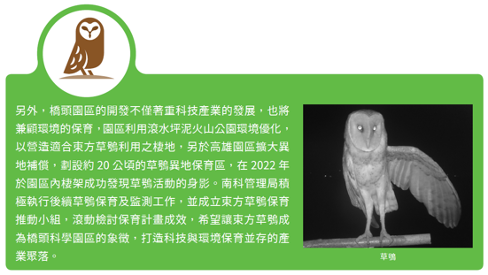 另外，橋頭園區的開發不僅著重科技產業的發展，也將
兼顧環境的保育，園區利用滾水坪泥火山公園環境優化，
以營造適合東方草鴞利用之棲地，另於高雄園區擴大異
地補償，劃設約 20 公頃的草鴞異地保育區，在 2022 年
於園區內棲架成功發現草鴞活動的身影。南科管理局積
極執行後續草鴞保育及監測工作，並成立東方草鴞保育
推動小組，滾動檢討保育計畫成效，希望讓東方草鴞成
為橋頭科學園區的象徵，打造科技與環境保育並存的產
業聚落。
草鴞